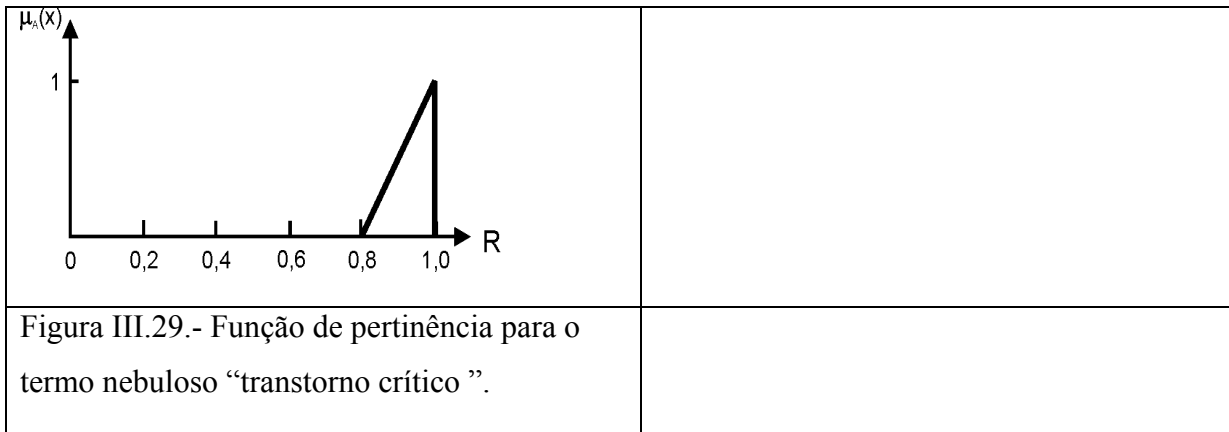 μA(x)
1
R
0 0,2 0,4 0,6 0,8 1,0
Figura III.29.- Função de pertinência para o
termo nebuloso “transtorno crítico ”.